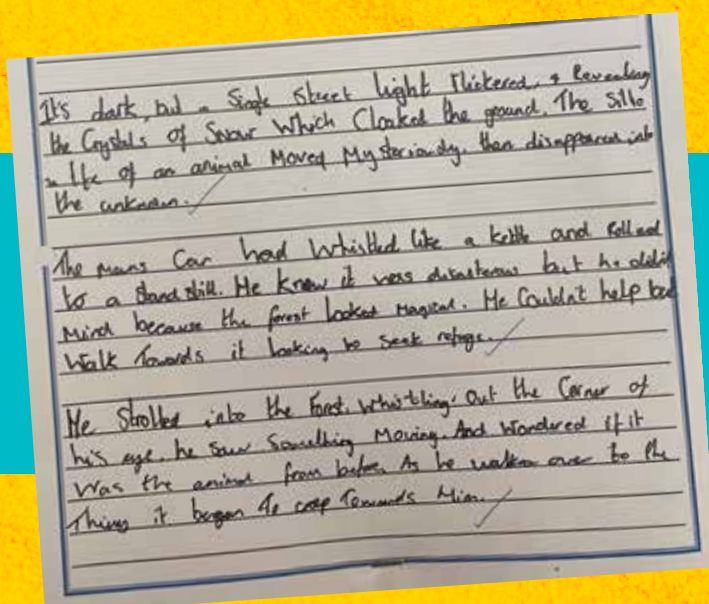 It's dark, but a Single Street light flickered, & Revealing
the Crystals of Snow Which Cloaked the ground. The Sillo
u lte of an animal Moved Mysteriously, then disappeared into
the unknown.
The mans Car had Whistled like a kettle and Rolled
to a Stand still. He Knew it was disasterous but he didn't
Mind because the forest looked Magical. He Couldn't help but
Walk Towards it looking to Seek refuge.
He Strolled into the Forest. Whistling. Out the Corner of
his eye, he Saw Something Moving. And Wondered if it
Was the animal from before. As he walked over to the
Thing it began To creep Towards Him.